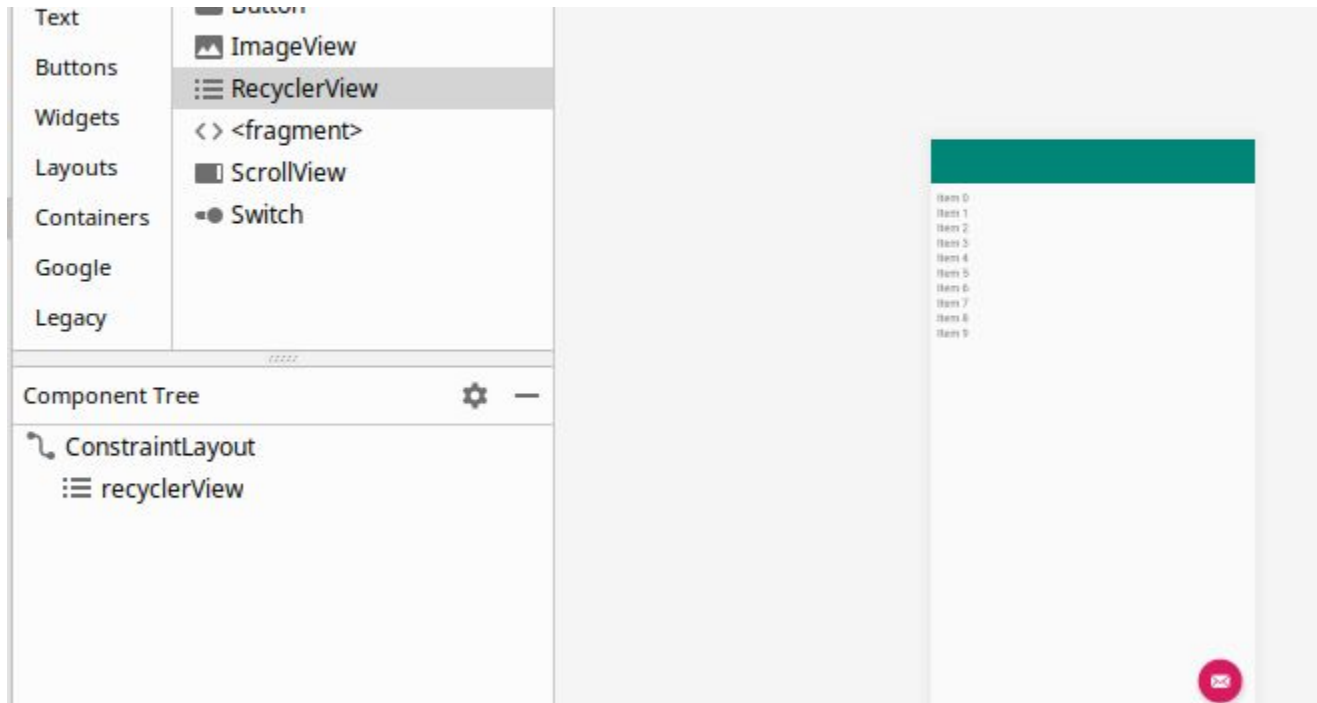 Text
Buttons
Widgets
Layouts
Containers
Google
Legacy
Button
ImageView
RecyclerView
<fragment>
ScrollView
Switch
Component Tree
ConstraintLayout
recyclerView
Item 0
Item 1
Item 2
Item 3
Item 4
Item 5
Item 6
Item 7
Item 8
Item 9